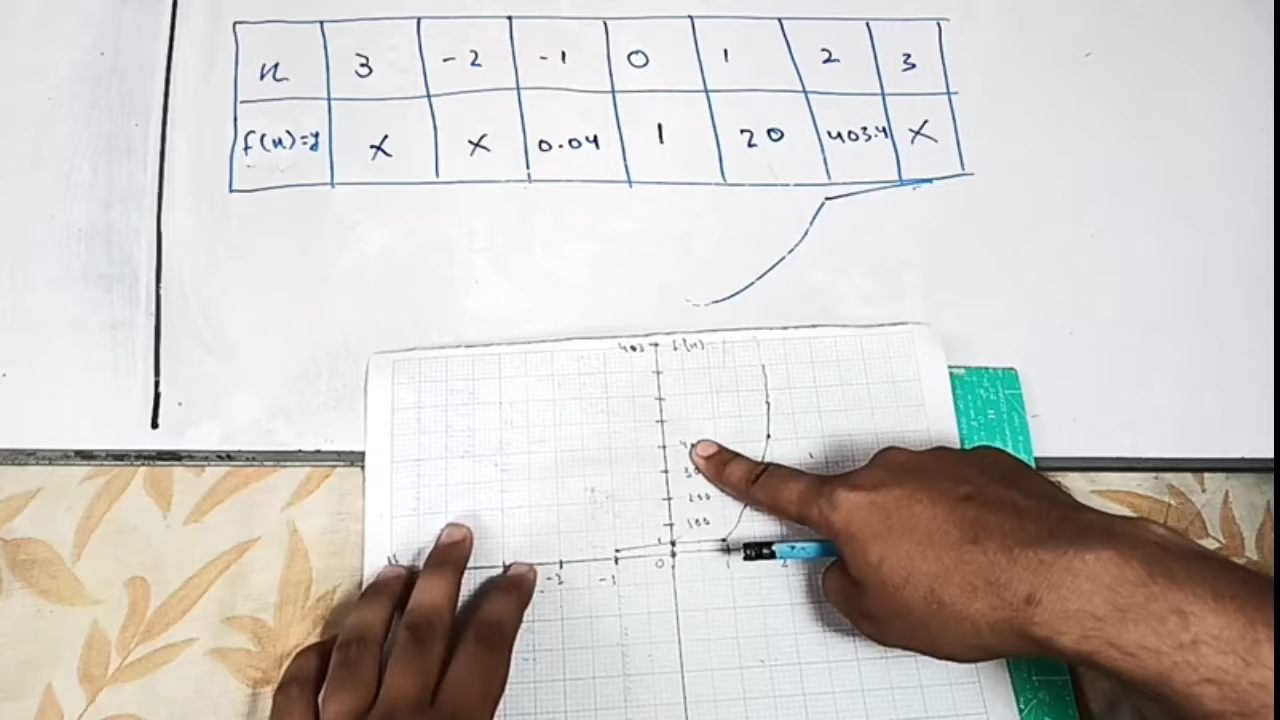 x 3 -2 -1 0 1 2 3
f(x)=y × × 0.04 1 20 403.4 ×
403 f(x)
200
100
1
-2 -1 0 1 2